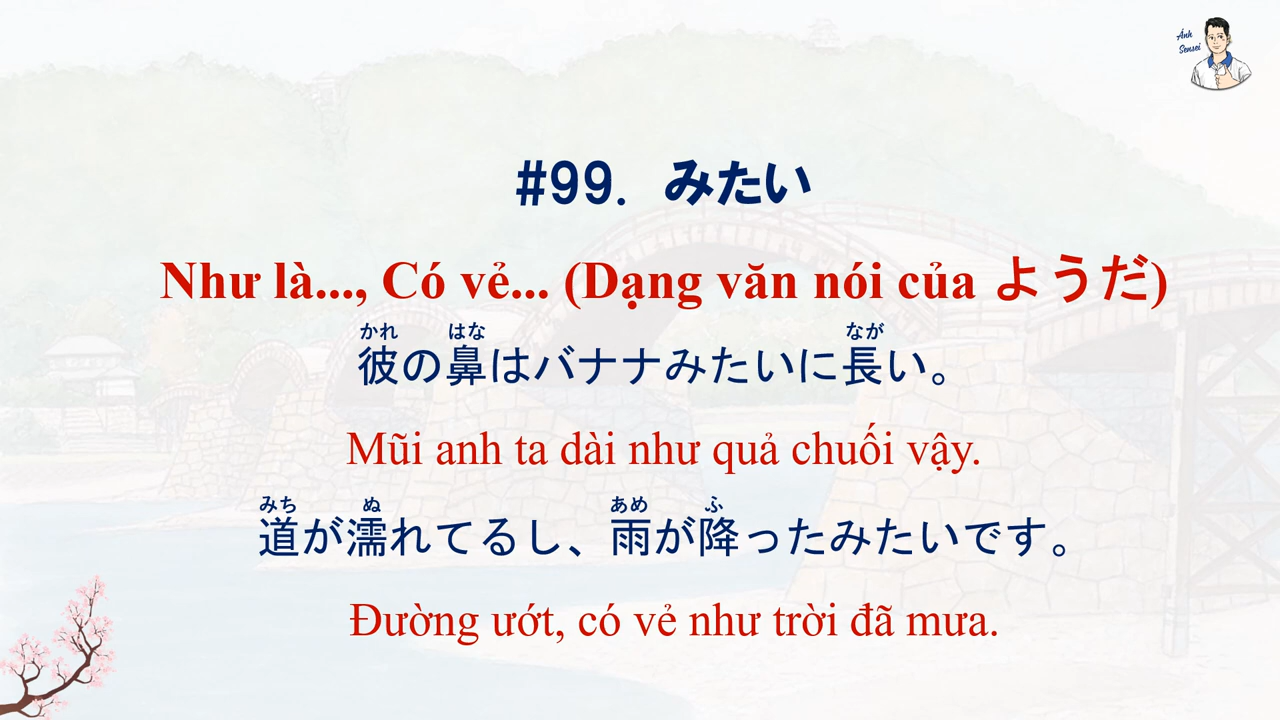 Ánh
Sensei
#99. みたい
Như là..., Có vẻ... (Dạng văn nói của ようだ)
かれ はな なが
彼の鼻はバナナみたいに長い。
Mũi anh ta dài như quả chuối vậy.
みち ぬ あめ ふ
道が濡れてるし、雨が降ったみたいです。
Đường ướt, có vẻ như trời đã mưa.